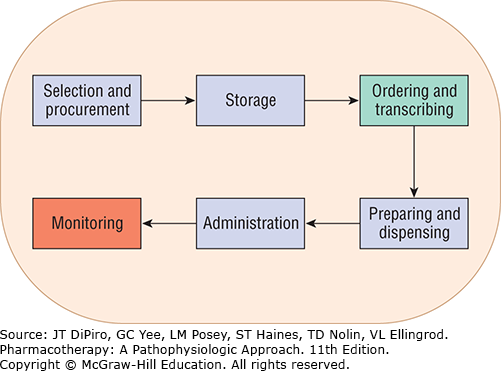 Selection and
procurement
Storage
Ordering and
transcribing
Monitoring
Administration
Preparing and
dispensing
Source: JT DiPiro, GC Yee, LM Posey, ST Haines, TD Nolin, VL Ellingrod.
Pharmacotherapy: A Pathophysiologic Approach. 11th Edition.
Copyright © McGraw-Hill Education. All rights reserved.